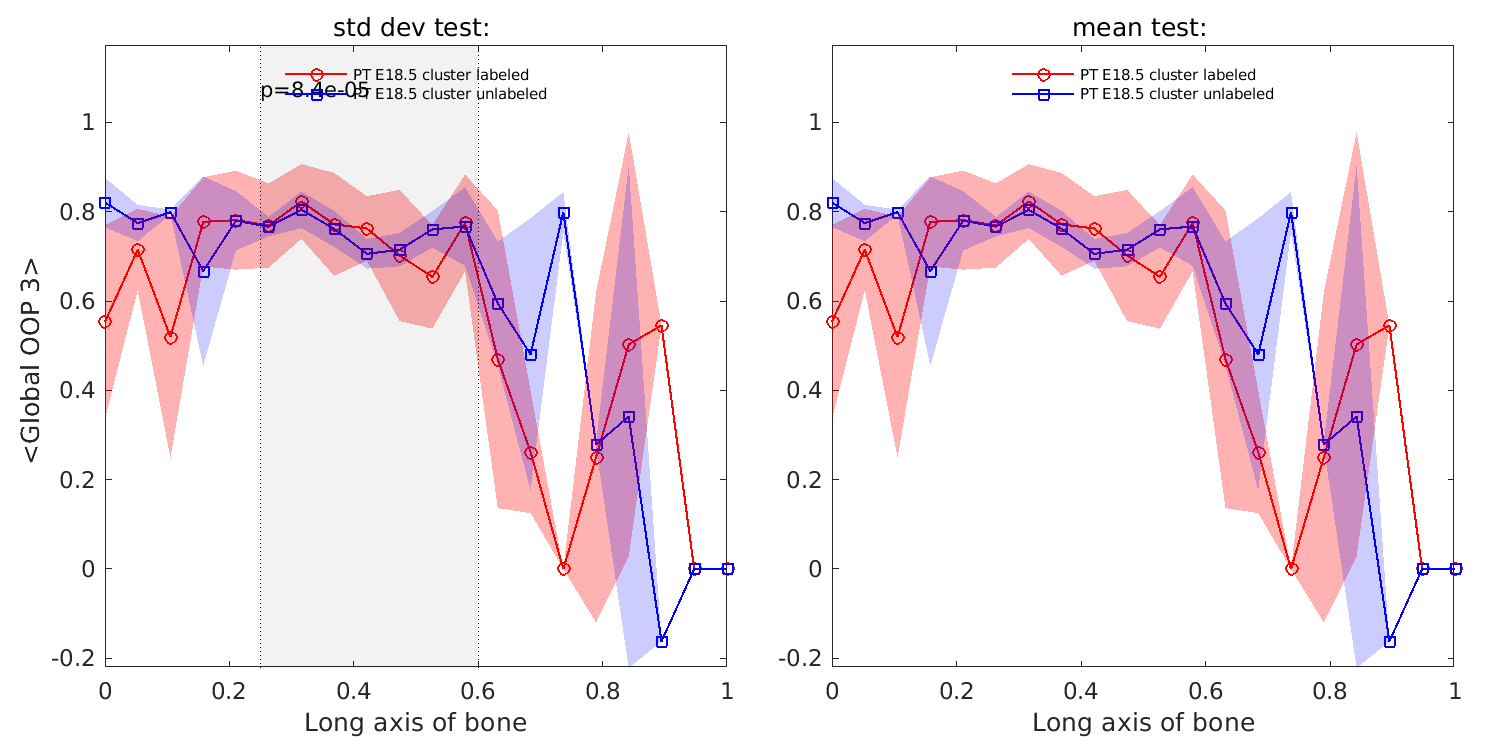 std dev test:
PT E18.5 cluster labeled
p=8.4e-05
PT E18.5 cluster unlabeled
1
0.8
0.6
0.4
0.2
0
-0.2
<Global OOP 3>
0 0.2 0.4 0.6 0.8 1
Long axis of bone
mean test:
PT E18.5 cluster labeled
PT E18.5 cluster unlabeled
1
0.8
0.6
0.4
0.2
0
-0.2
0 0.2 0.4 0.6 0.8 1
Long axis of bone